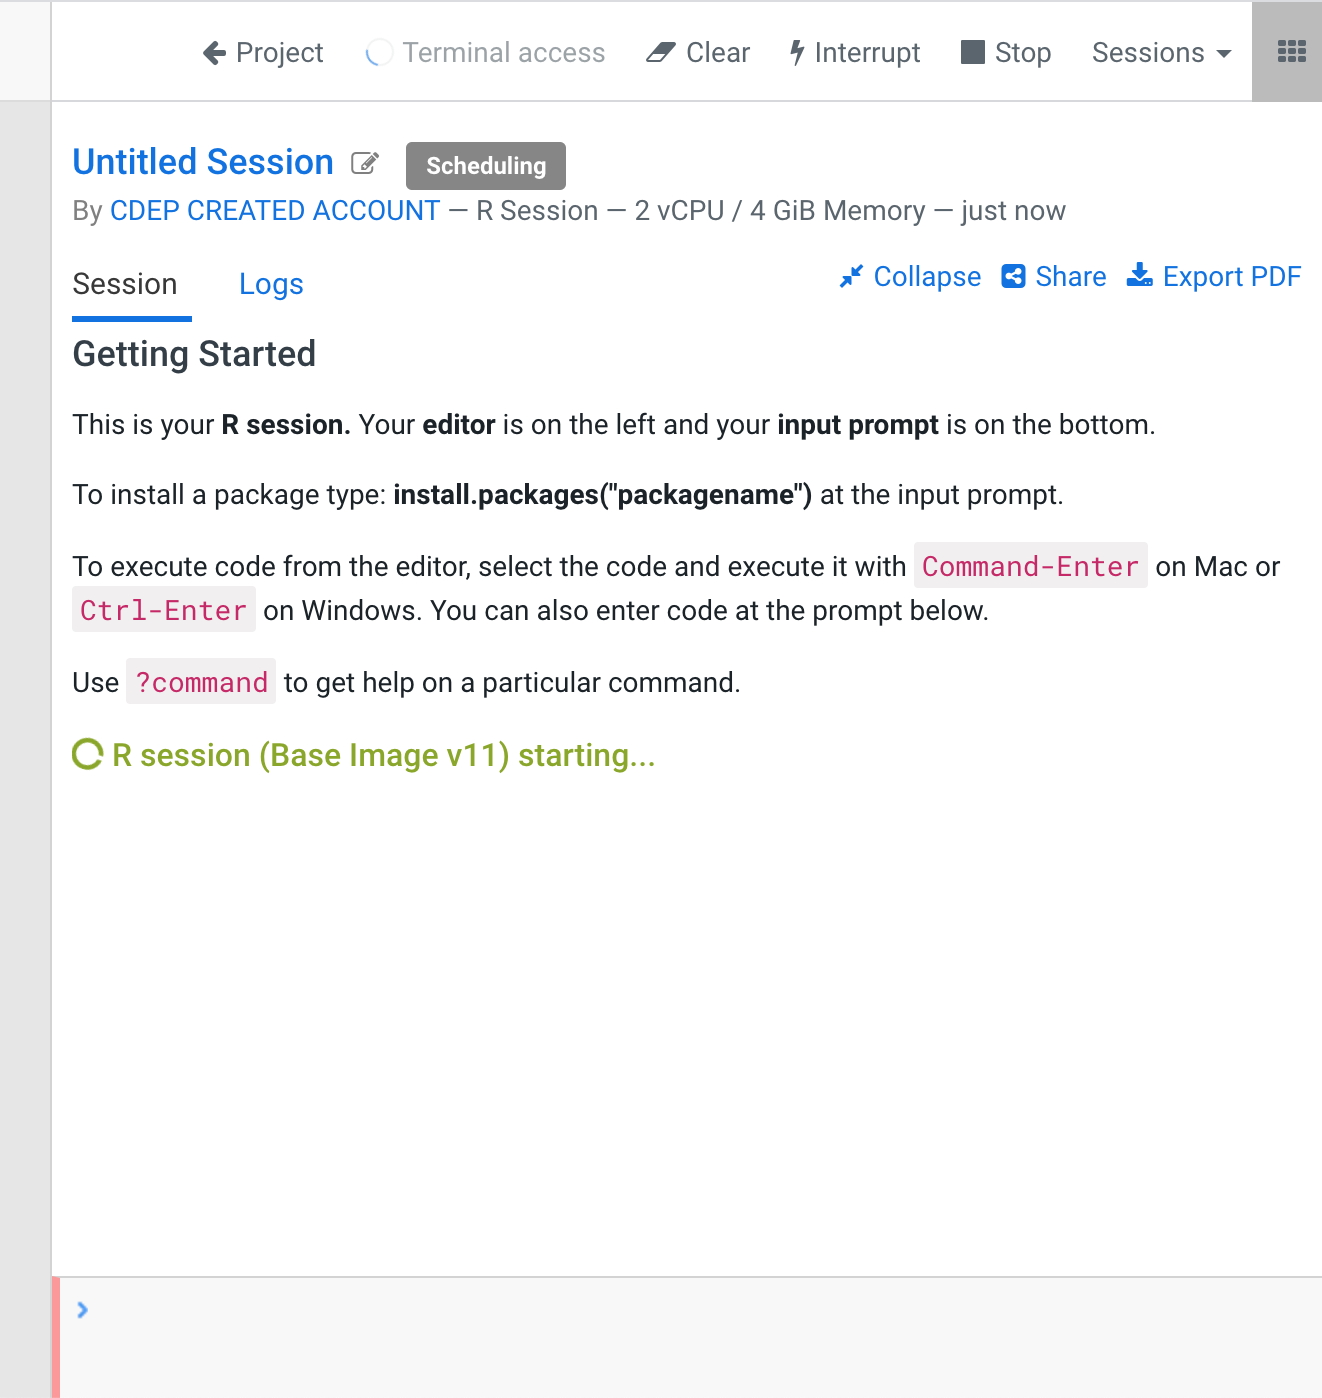 Project Terminal access Clear Interrupt Stop Sessions
Untitled Session Scheduling
By CDEP CREATED ACCOUNT — R Session — 2 vCPU / 4 GiB Memory — just now
Session Logs Collapse Share Export PDF
Getting Started
This is your R session. Your editor is on the left and your input prompt is on the bottom.
To install a package type: install.packages("packagename") at the input prompt.
To execute code from the editor, select the code and execute it with Command-Enter on Mac or
Ctrl-Enter on Windows. You can also enter code at the prompt below.
Use ?command to get help on a particular command.
R session (Base Image v11) starting...